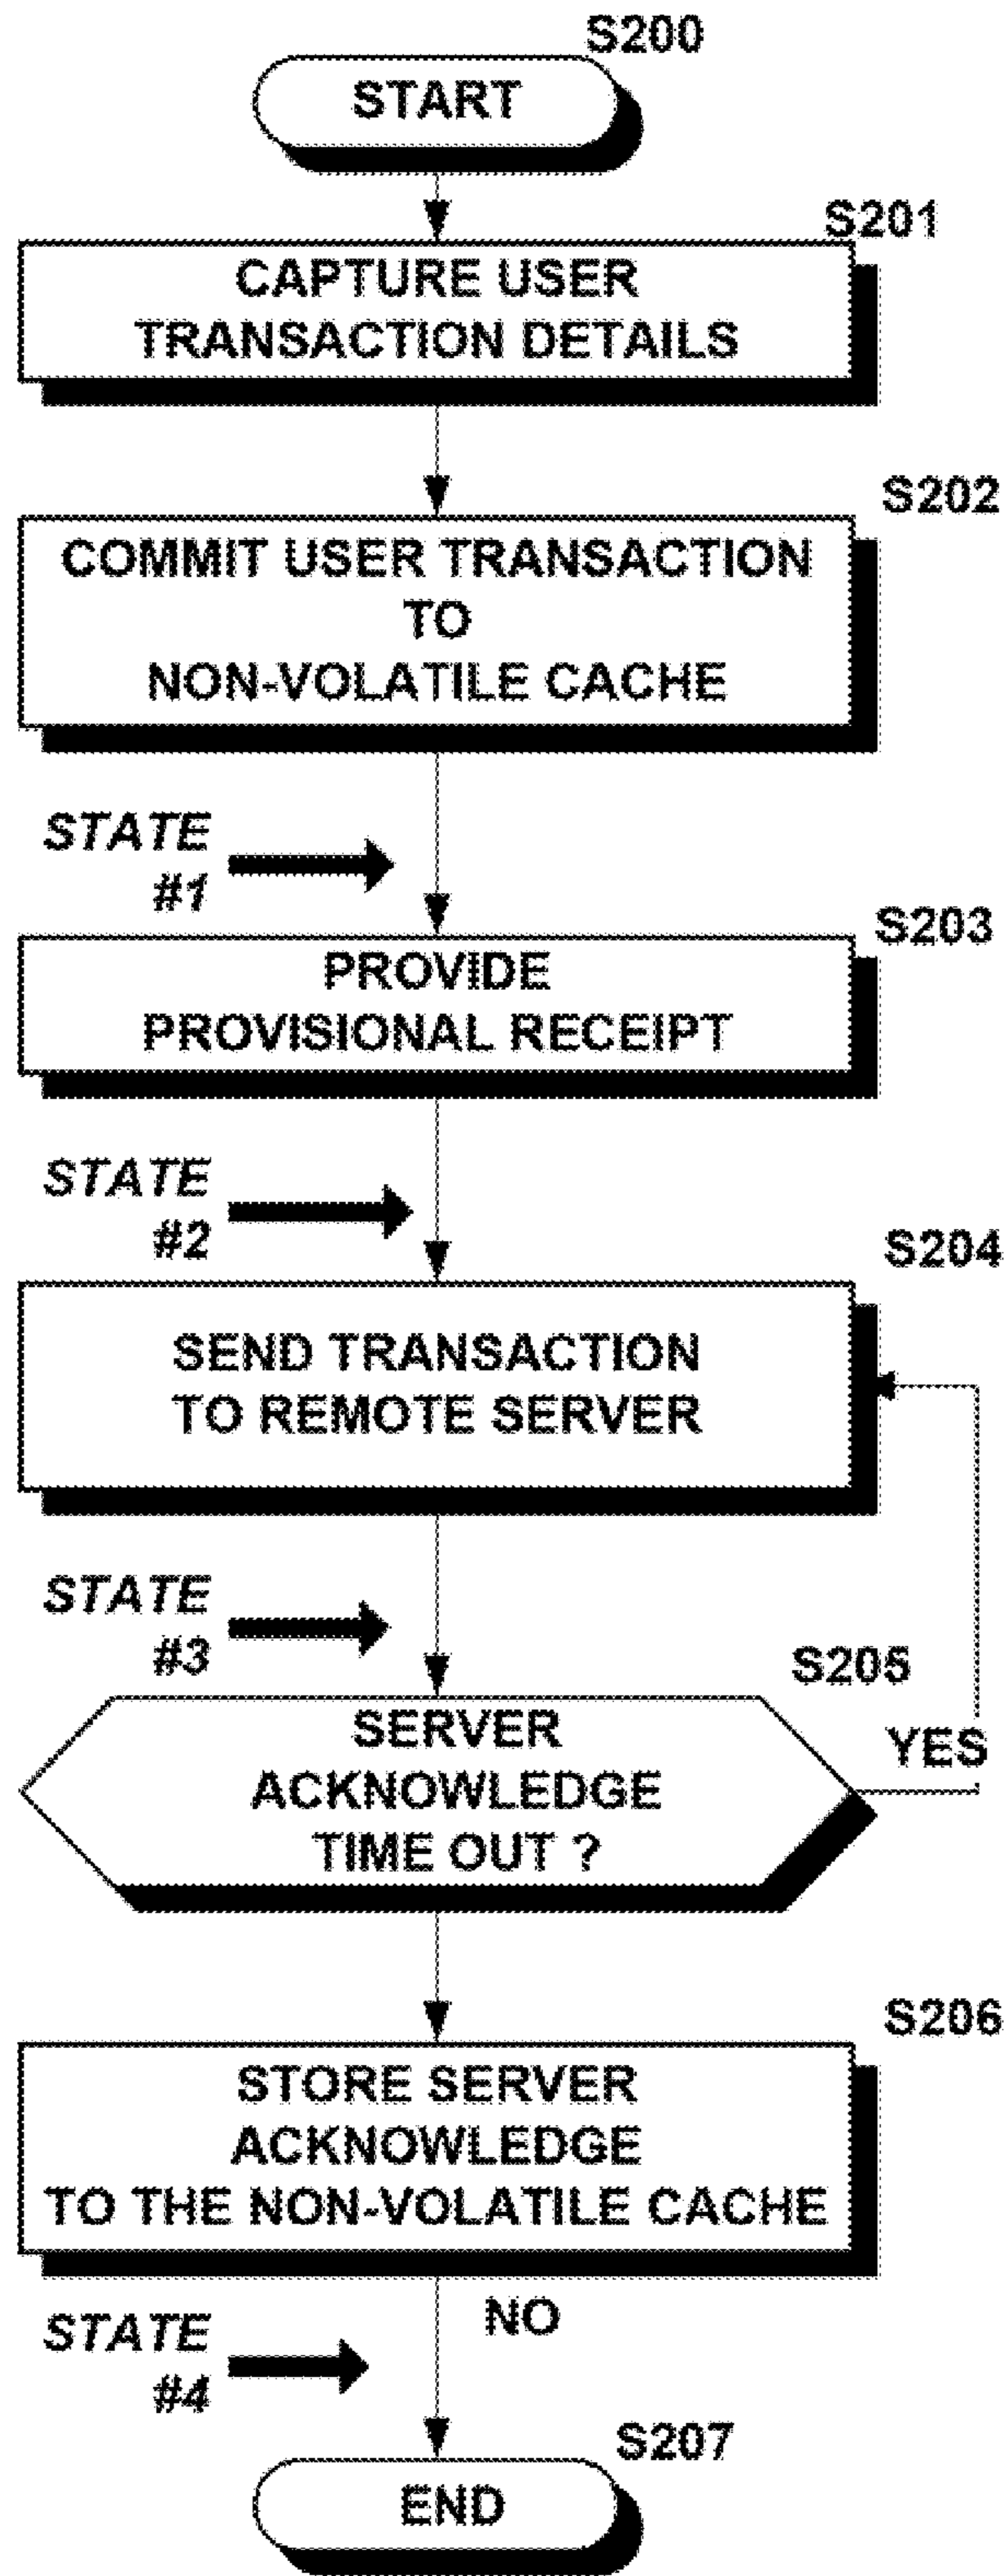 S200
START
S201
CAPTURE USER
TRANSACTION DETAILS
S202
COMMIT USER TRANSACTION
TO
NON-VOLATILE CACHE
STATE
#1
S203
PROVIDE
PROVISIONAL RECEIPT
STATE
#2
S204
SEND TRANSACTION
TO REMOTE SERVER
STATE
#3
S205
SERVER
ACKNOWLEDGE
TIME OUT ?
YES
S206
STORE SERVER
ACKNOWLEDGE
TO THE NON-VOLATILE CACHE
NO
STATE
#4
S207
END